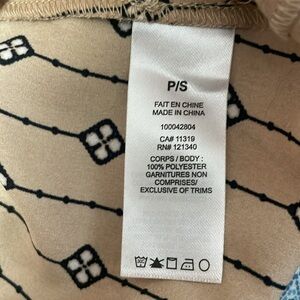 P/S
FAIT EN CHINE
MADE IN CHINA
100042804
CA# 11319
RN# 121340
CORPS / BODY :
100% POLYESTER
GARNITURES NON
COMPRISES/
EXCLUSIVE OF TRIMS